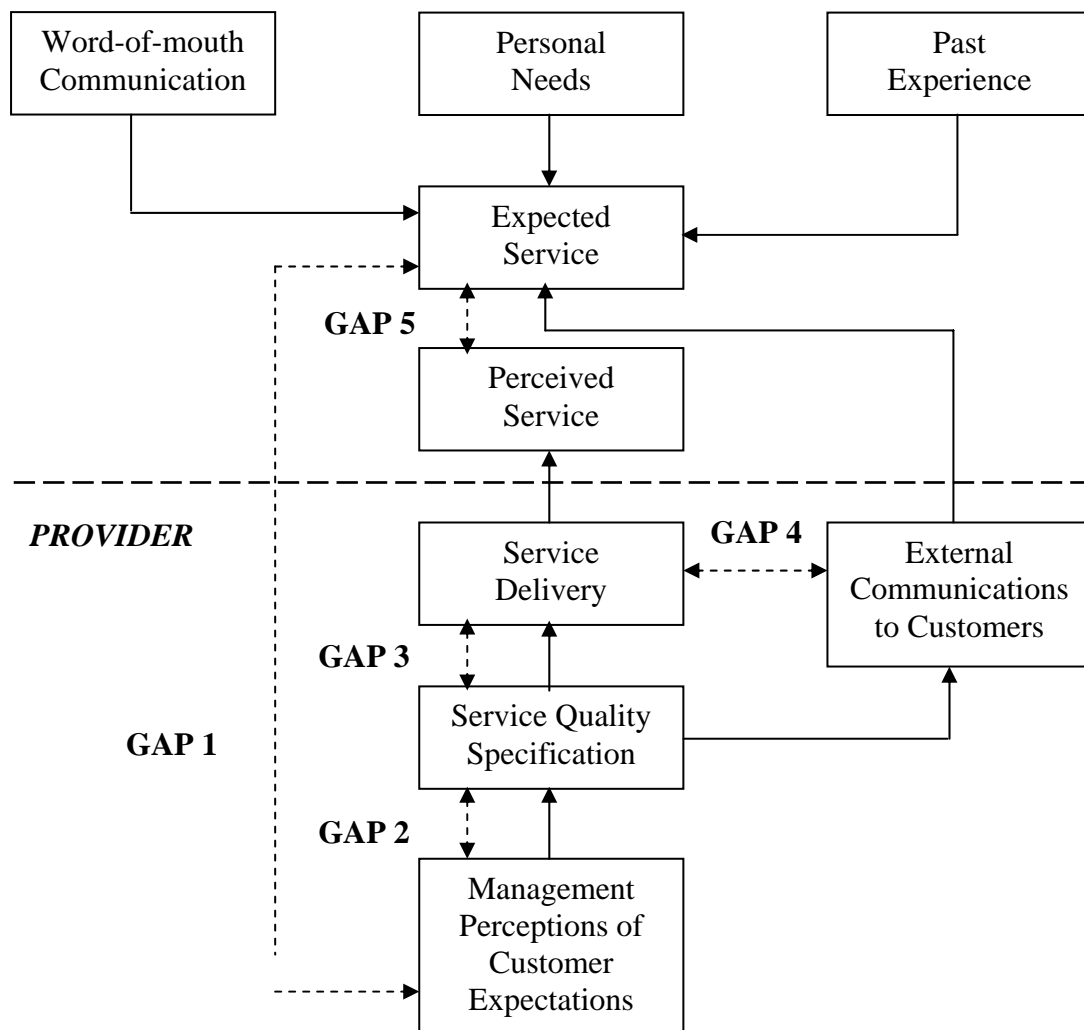 Word-of-mouth
Communication
Personal
Needs
Past
Experience
Expected
Service
GAP 5
Perceived
Service
PROVIDER
Service
Delivery
GAP 4
External
Communications
to Customers
GAP 3
Service Quality
Specification
GAP 1
GAP 2
Management
Perceptions of
Customer
Expectations